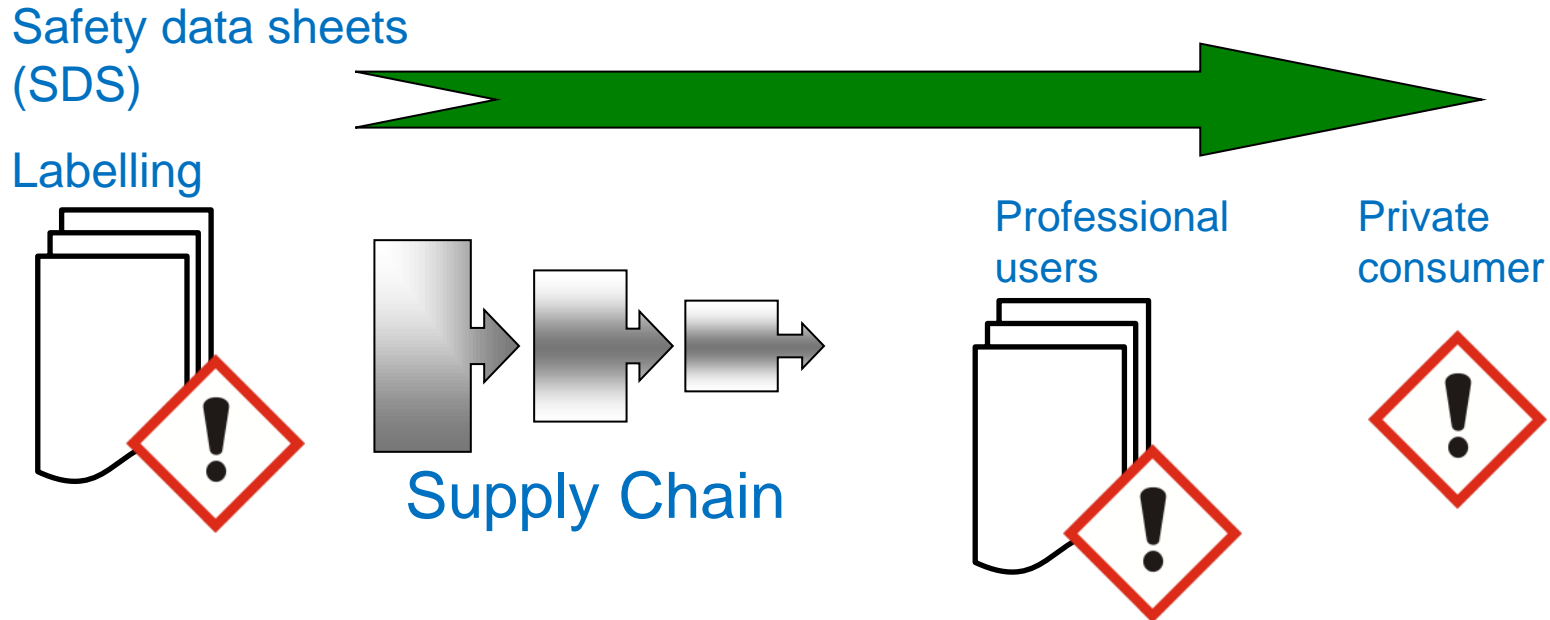 Safety data sheets
(SDS)
Labelling
Professional
users
Private
consumer
Supply Chain